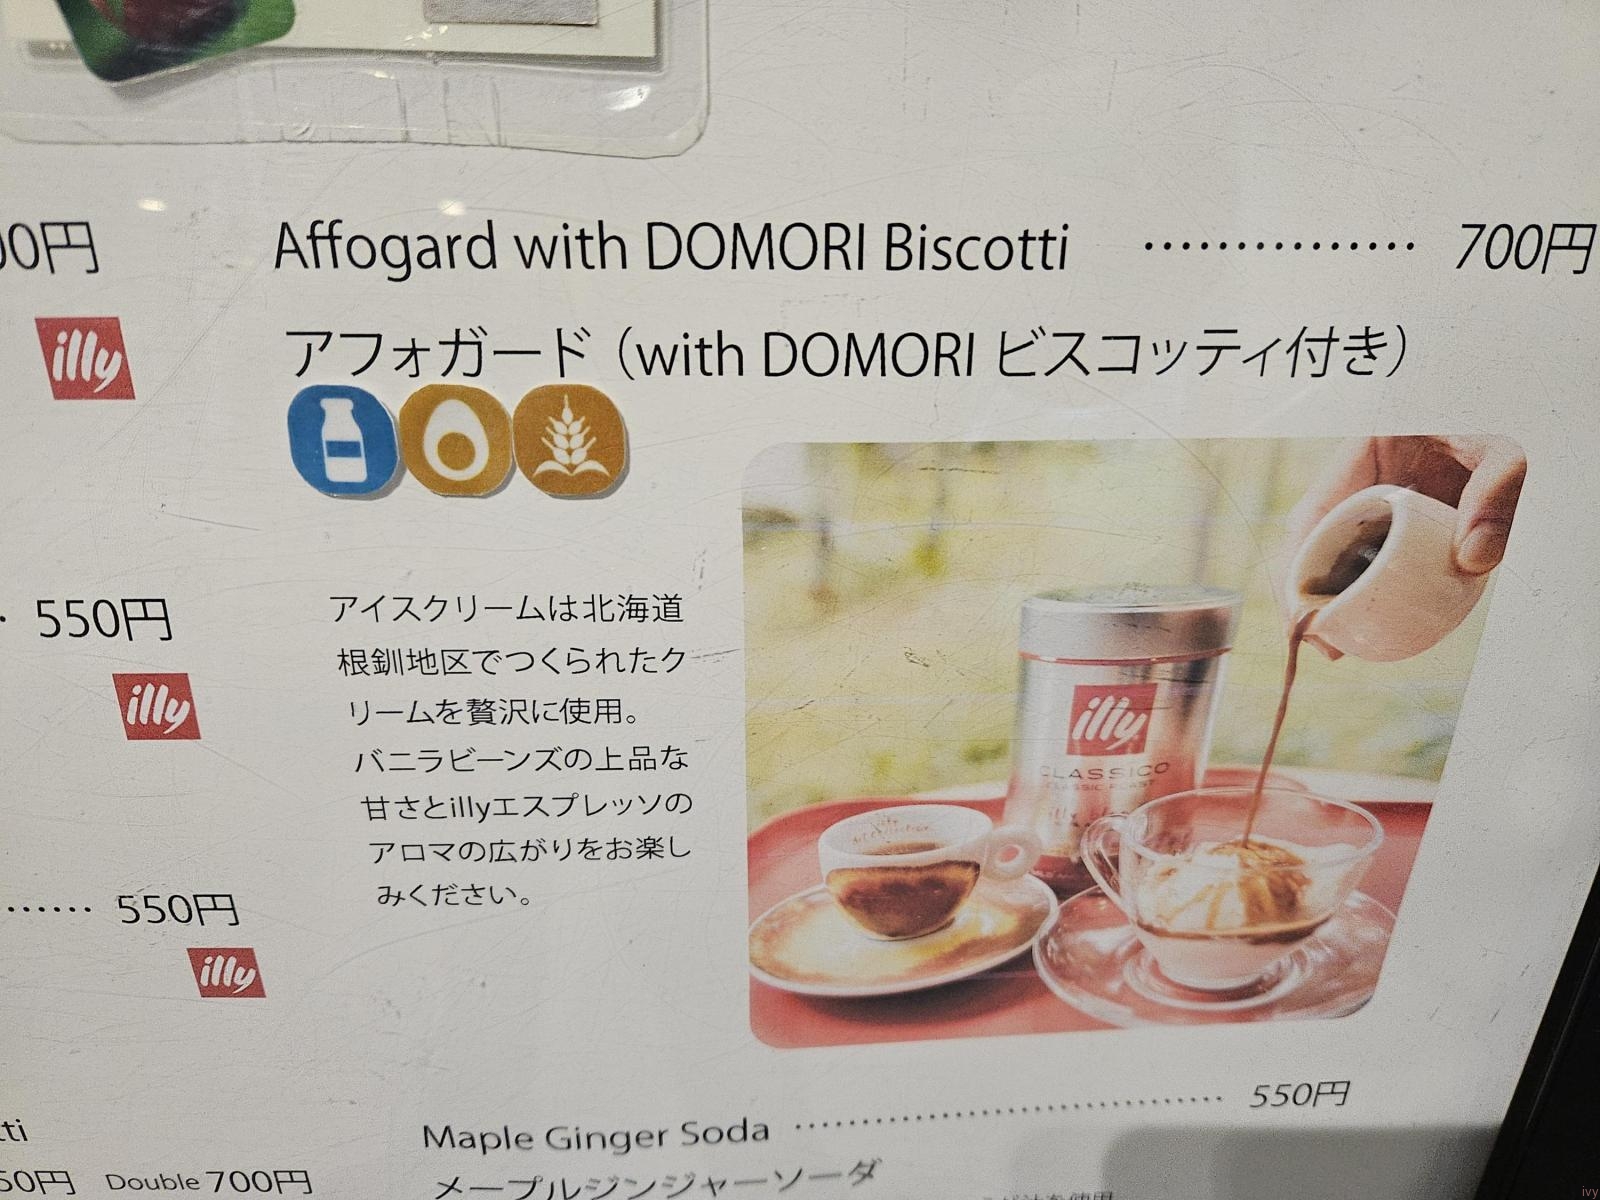 00円
illy
550円
illy
550円
illy
tti
50円 Double 700円
Affogard with DOMORI Biscotti ............... 700円
アフォガード（with DOMORI ビスコッティ付き）
アイスクリームは北海道
根釧地区でつくられたク
リームを贅沢に使用。
バニラビーンズの上品な
甘さとillyエスプレッソの
アロマの広がりをお楽し
みください。
illy
CLASSICO
CLASSIC ROAST
Maple Ginger Soda ............... 550円
メープルジンジャーソーダ
ivy